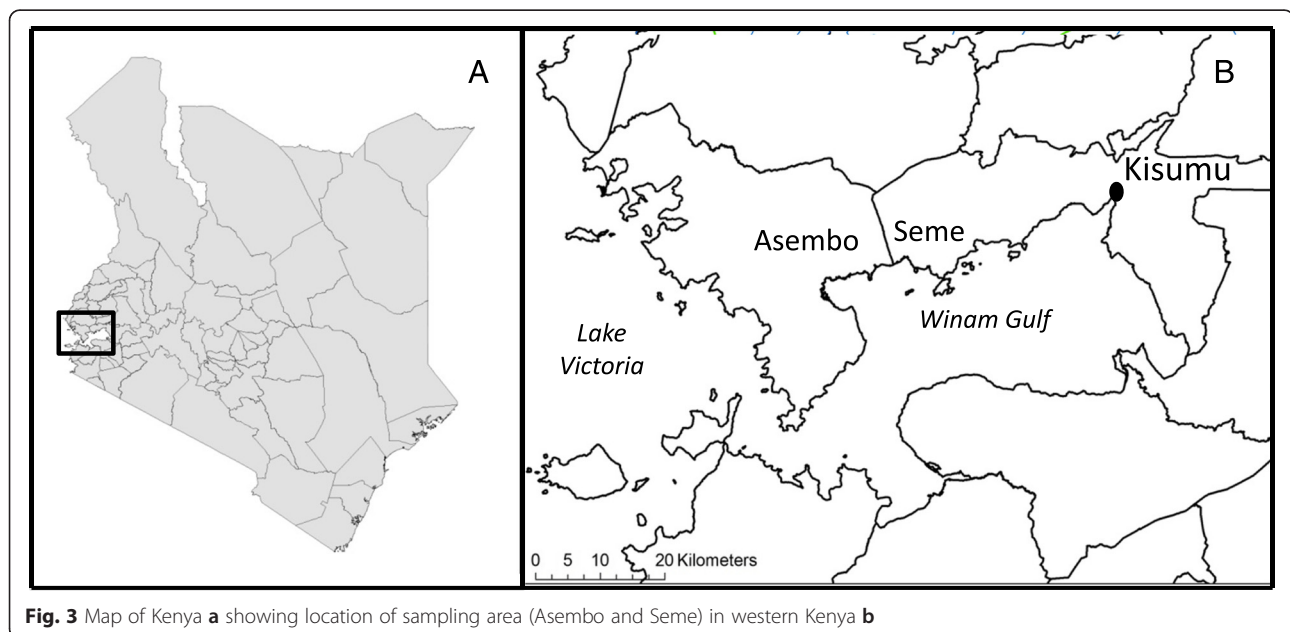 A
B
Kisumu
Asembo
Seme
Winam Gulf
Lake
Victoria
0 5 10 20 Kilometers
Fig. 3 Map of Kenya a showing location of sampling area (Asembo and Seme) in western Kenya b